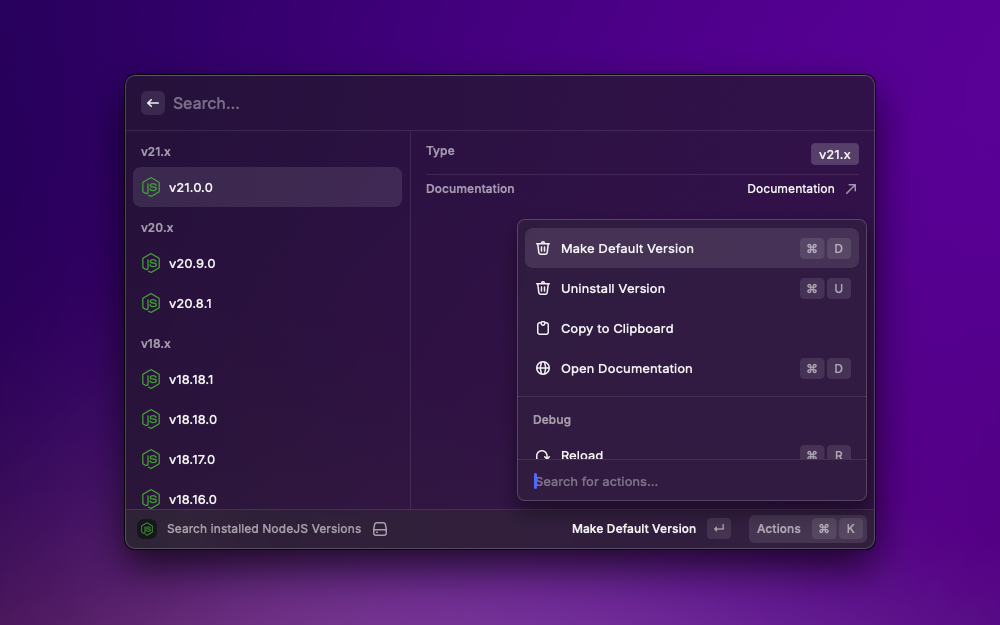 Search...
v21.x
v21.0.0
v20.x
v20.9.0
v20.8.1
v18.x
v18.18.1
v18.18.0
v18.17.0
v18.16.0
Type v21.x
Documentation Documentation
Make Default Version ⌘ D
Uninstall Version ⌘ U
Copy to Clipboard
Open Documentation ⌘ D
Debug
Reload ⌘ R
Search for actions...
Search installed NodeJS Versions
Make Default Version ↵ Actions ⌘ K